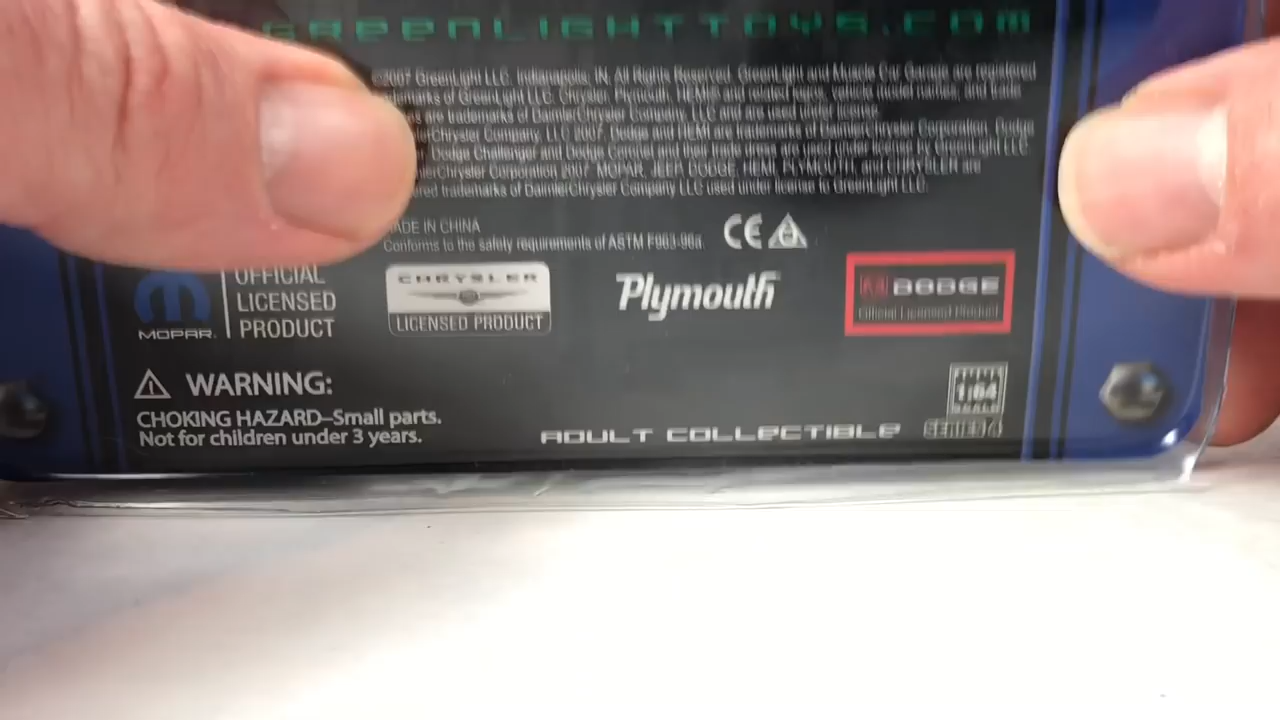 GREENLIGHTTOYS.COM
©2007 GreenLight LLC. Indianapolis, IN. All Rights Reserved. GreenLight and Muscle Car Garage are registered
marks of GreenLight LLC. Chrysler, Plymouth, HEMI and related logos, vehicle model names, and trade
are trademarks of DaimlerChrysler Company, LLC and are used under license
Chrysler Company, LLC 2007. Dodge and HEMI are trademarks of DaimlerChrysler Corporation. Dodge
Dodge Challenger and Dodge and their trade are used under license by GreenLight LLC
Chrysler Corporation 2007. MOPAR, JEEP, DODGE, HEMI, PLYMOUTH, and CHRYSLER are
trademarks of DaimlerChrysler Company LLC used under license to GreenLight LLC.
MADE IN CHINA
Conforms to the safety requirements of ASTM F963-96a.
CE
OFFICIAL
LICENSED
PRODUCT
MOPAR
CHRYSLER
LICENSED PRODUCT
Plymouth
DODGE
Official Licensed Product
WARNING:
CHOKING HAZARD–Small parts.
Not for children under 3 years.
ADULT COLLECTIBLE
1:64
SCALE
SERIES 4